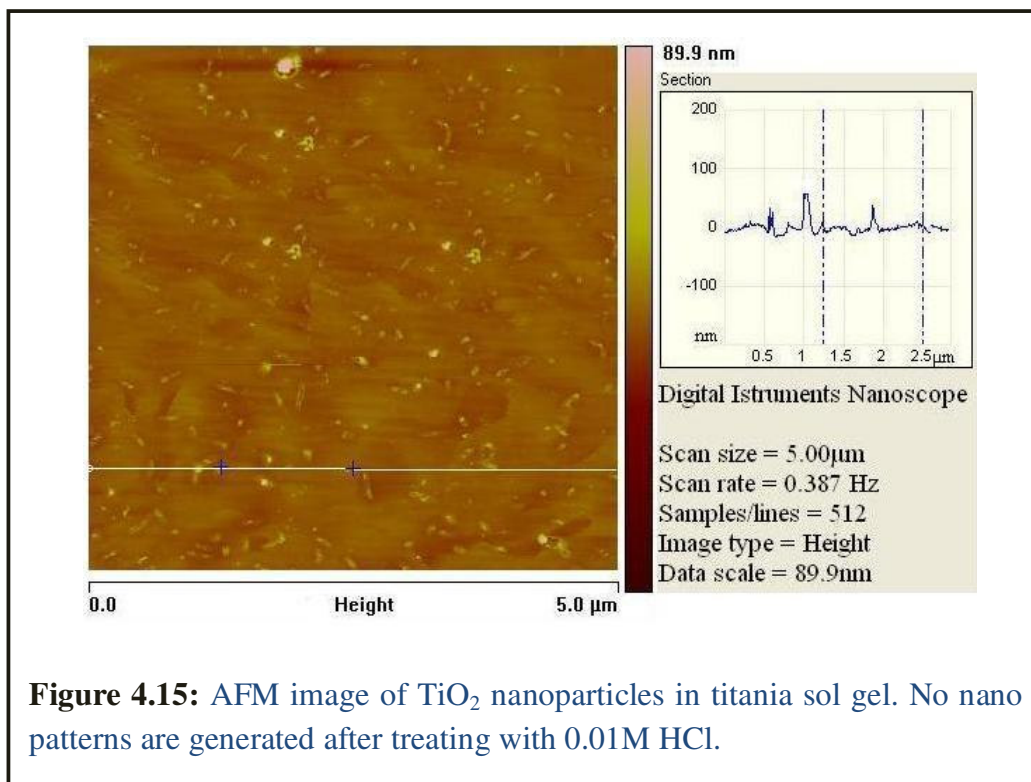 89.9 nm
Section
200
100
0
-100
nm
0.5 1 1.5 2 2.5µm
Digital Istruments Nanoscope
Scan size = 5.00µm
Scan rate = 0.387 Hz
Samples/lines = 512
Image type = Height
Data scale = 89.9nm
0.0 Height 5.0 µm
Figure 4.15: AFM image of TiO₂ nanoparticles in titania sol gel. No nano
patterns are generated after treating with 0.01M HCl.